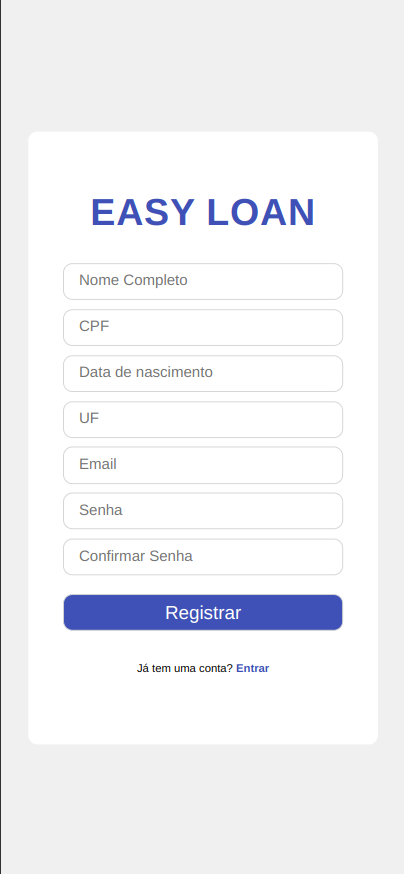 EASY LOAN
Nome Completo
CPF
Data de nascimento
UF
Email
Senha
Confirmar Senha
Registrar
Já tem uma conta? Entrar